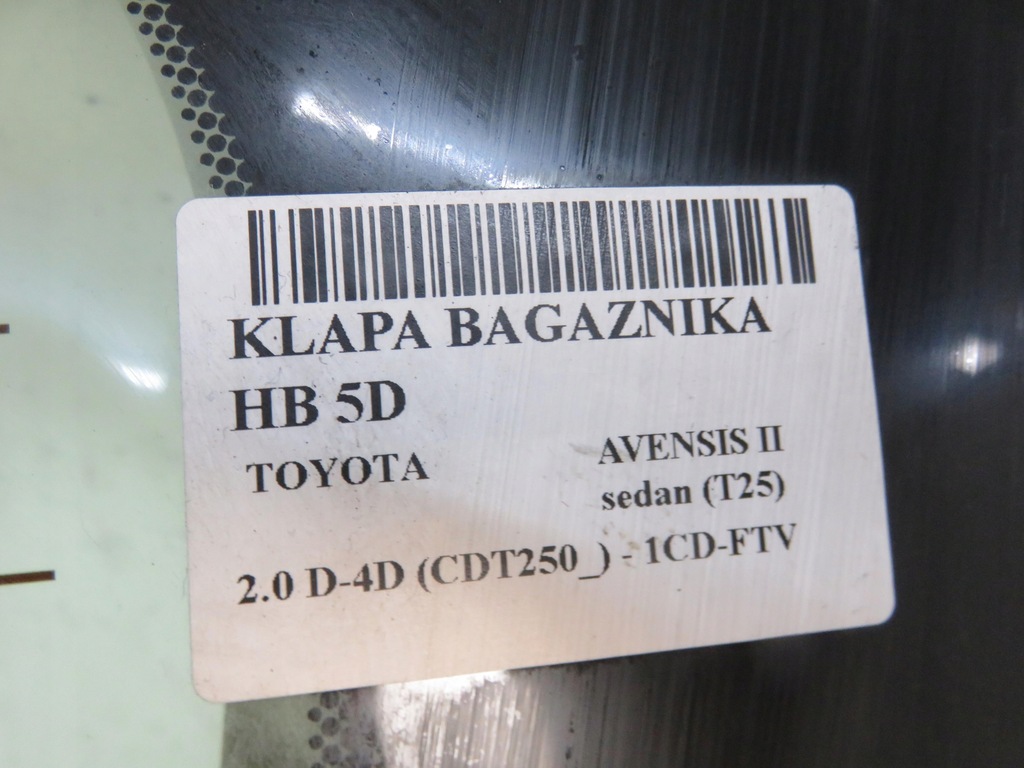 KLAPA BAGAZNIKA
HB 5D
TOYOTA
AVENSIS II
sedan (T25)
2.0 D-4D (CDT250_) - 1CD-FTV